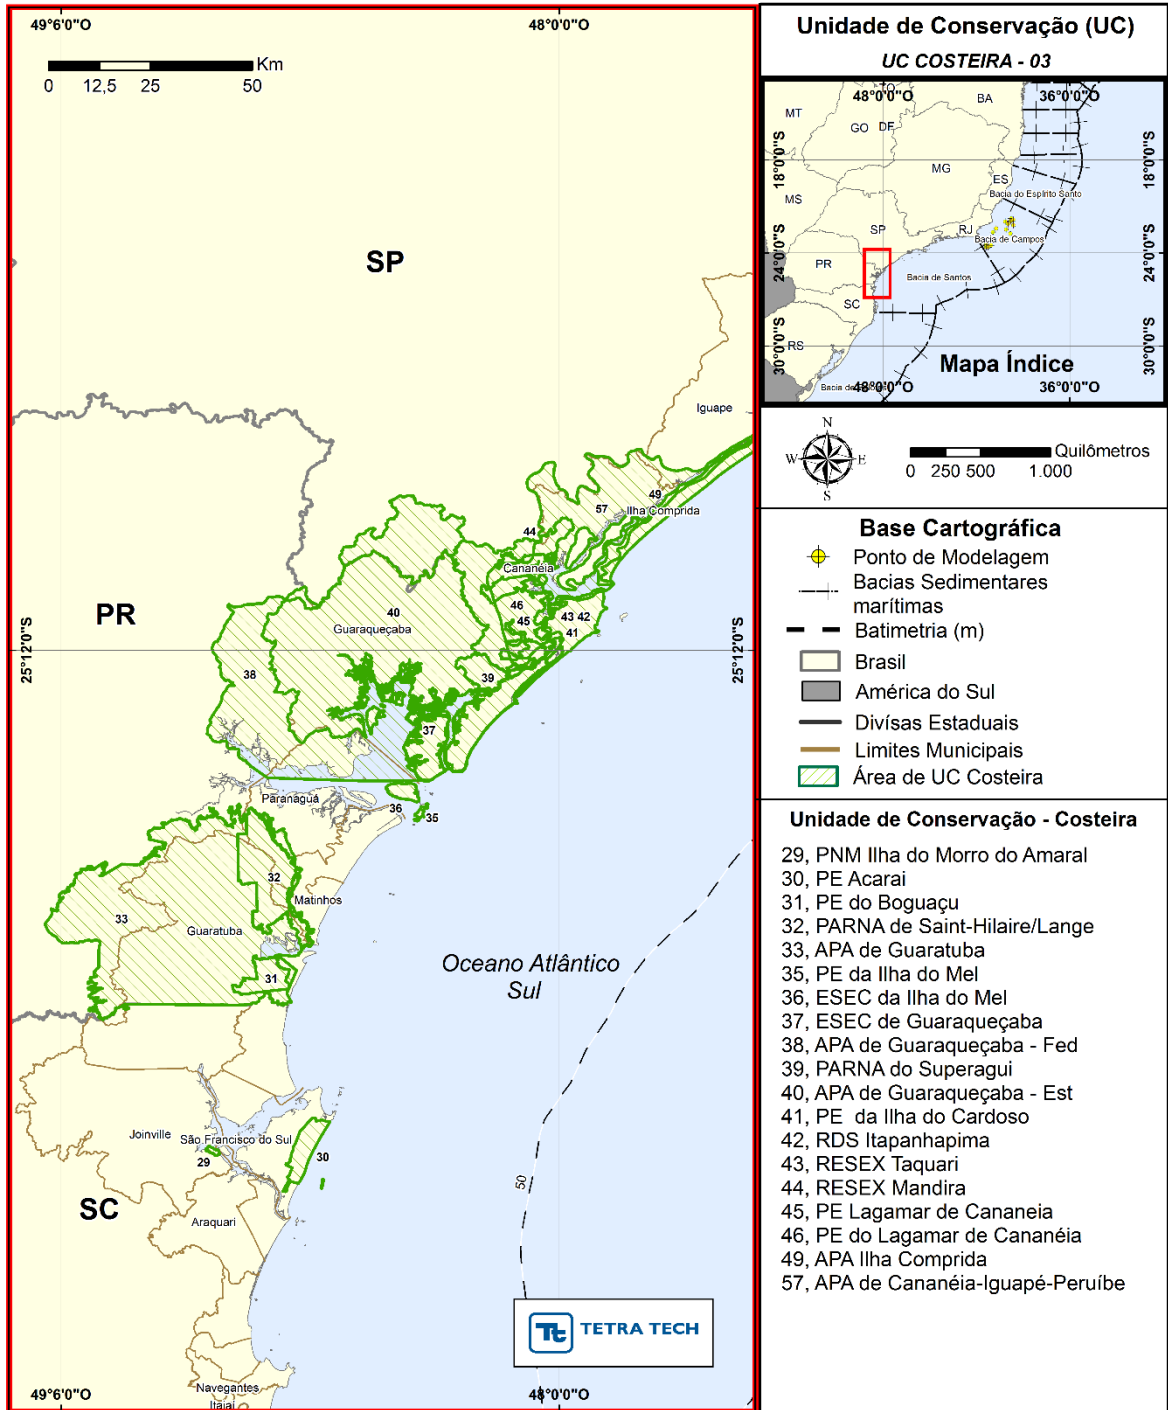 49°6'0"O
48°0'0"O
Km
0 12,5 25 50
SP
Iguape
49
57
Ilha Comprida
44
Cananéia
46
45
43 42
41
40
Guaraqueçaba
PR
38
39
37
25°12'0"S
25°12'0"S
Paranaguá
36
35
32
Matinhos
33
Guaratuba
31
Oceano Atlântico
Sul
Joinville
São Francisco do Sul
29
30
SC
Araquari
50
TETRA TECH
Navegantes
Itajaí
49°6'0"O
48°0'0"O
Unidade de Conservação (UC)
UC COSTEIRA - 03
48°0'0"O
36°0'0"O
MT
GO
DF
BA
18°0'0"S
18°0'0"S
MG
ES
MS
Bacia do Espírito Santo
SP
RJ
Bacia de Campos
24°0'0"S
24°0'0"S
PR
Bacia de Santos
SC
30°0'0"S
30°0'0"S
RS
Mapa Índice
48°0'0"O
36°0'0"O
N
W
E
S
Quilômetros
0 250 500 1.000
Base Cartográfica
Ponto de Modelagem
Bacias Sedimentares
marítimas
Batimetria (m)
Brasil
América do Sul
Divísas Estaduais
Limites Municipais
Área de UC Costeira
Unidade de Conservação - Costeira
29, PNM Ilha do Morro do Amaral
30, PE Acarai
31, PE do Boguaçu
32, PARNA de Saint-Hilaire/Lange
33, APA de Guaratuba
35, PE da Ilha do Mel
36, ESEC da Ilha do Mel
37, ESEC de Guaraqueçaba
38, APA de Guaraqueçaba - Fed
39, PARNA do Superagui
40, APA de Guaraqueçaba - Est
41, PE da Ilha do Cardoso
42, RDS Itapanhapima
43, RESEX Taquari
44, RESEX Mandira
45, PE Lagamar de Cananeia
46, PE do Lagamar de Cananéia
49, APA Ilha Comprida
57, APA de Cananéia-Iguapé-Peruíbe